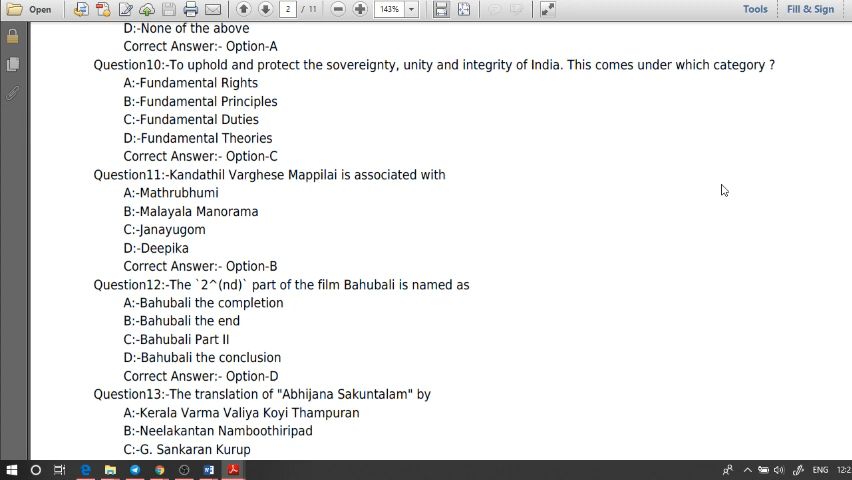 Open
2 / 11
143%
Tools
Fill & Sign
D:-None of the above
Correct Answer:- Option-A
Question10:-To uphold and protect the sovereignty, unity and integrity of India. This comes under which category ?
A:-Fundamental Rights
B:-Fundamental Principles
C:-Fundamental Duties
D:-Fundamental Theories
Correct Answer:- Option-C
Question11:-Kandathil Varghese Mappilai is associated with
A:-Mathrubhumi
B:-Malayala Manorama
C:-Janayugom
D:-Deepika
Correct Answer:- Option-B
Question12:-The `2^(nd)` part of the film Bahubali is named as
A:-Bahubali the completion
B:-Bahubali the end
C:-Bahubali Part II
D:-Bahubali the conclusion
Correct Answer:- Option-D
Question13:-The translation of "Abhijana Sakuntalam" by
A:-Kerala Varma Valiya Koyi Thampuran
B:-Neelakantan Namboothiripad
C:-G. Sankaran Kurup
ENG
12:2